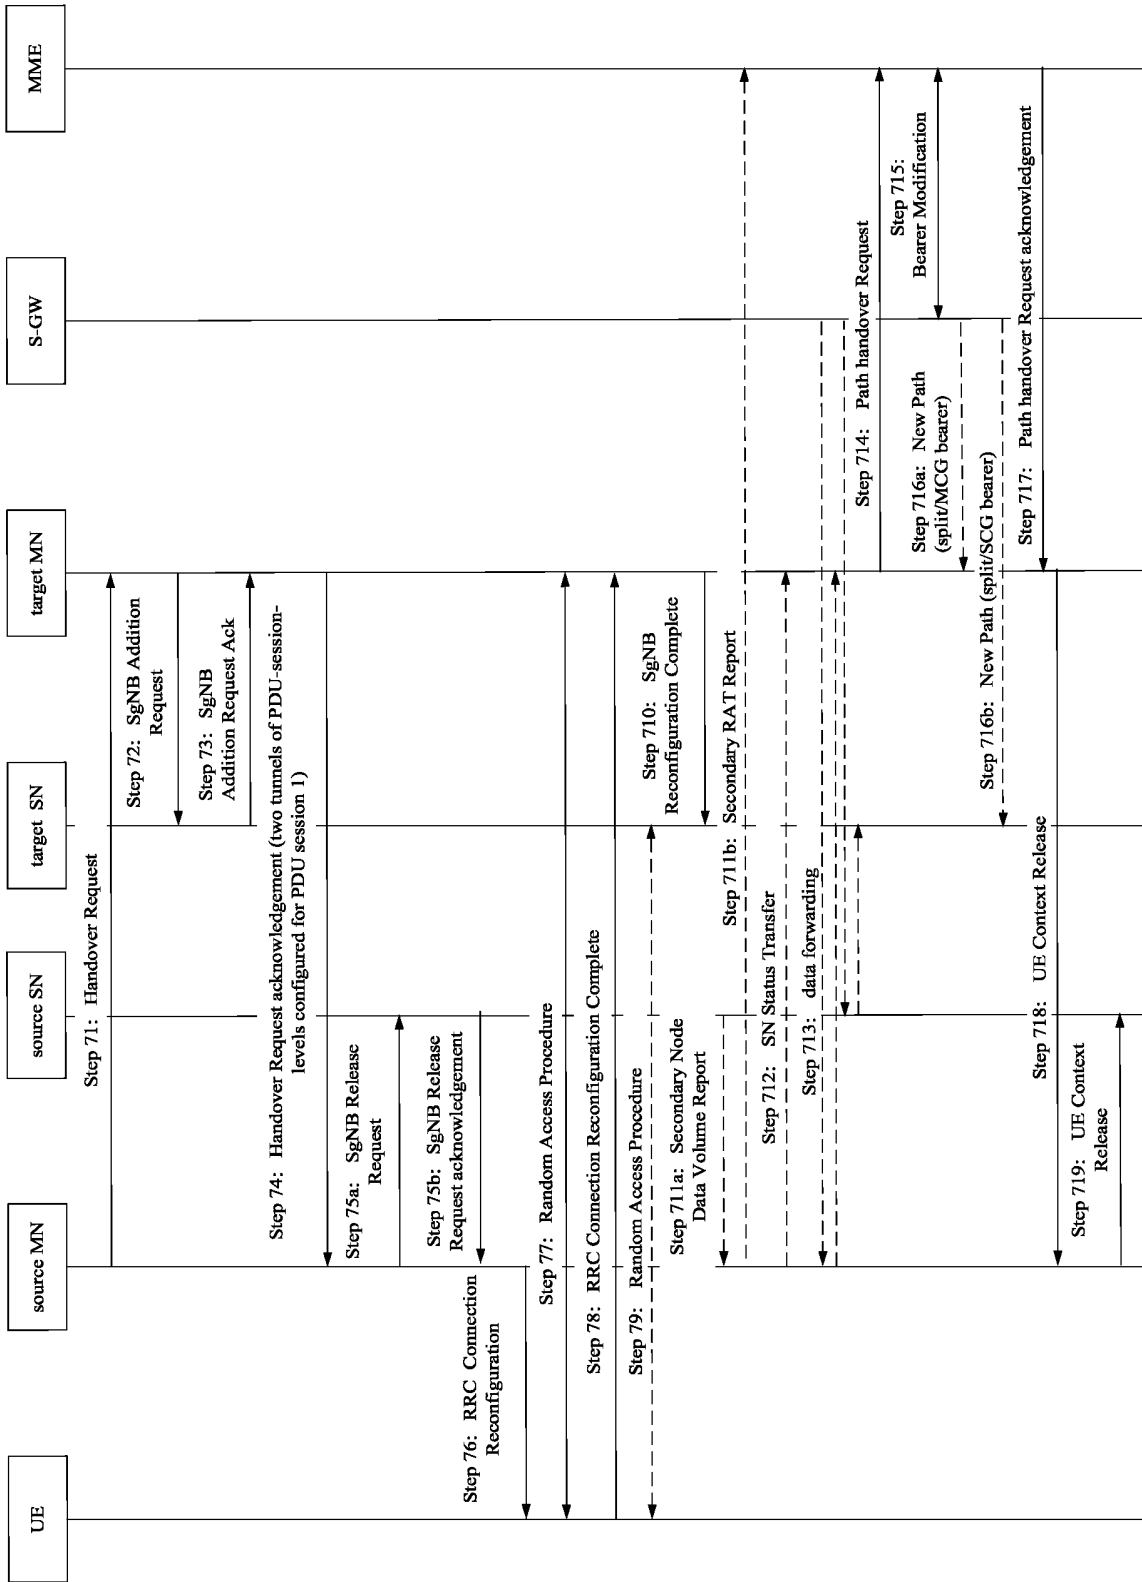 UE
source MN
source SN
target SN
target MN
S-GW
MME
Step 71: Handover Request
Step 72: SgNB Addition
Request
Step 73: SgNB
Addition Request Ack
Step 74: Handover Request acknowledgement (two tunnels of PDU-session-
levels configured for PDU session 1)
Step 75a: SgNB Release
Request
Step 75b: SgNB Release
Request acknowledgement
Step 76: RRC Connection
Reconfiguration
Step 77: Random Access Procedure
Step 78: RRC Connection Reconfiguration Complete
Step 79: Random Access Procedure
Step 710: SgNB
Reconfiguration Complete
Step 711a: Secondary Node
Data Volume Report
Step 711b: Secondary RAT Report
Step 712: SN Status Transfer
Step 713: data forwarding
Step 714: Path handover Request
Step 715:
Bearer Modification
Step 716a: New Path
(split/MCG bearer)
Step 716b: New Path (split/SCG bearer)
Step 717: Path handover Request acknowledgement
Step 718: UE Context Release
Step 719: UE Context
Release